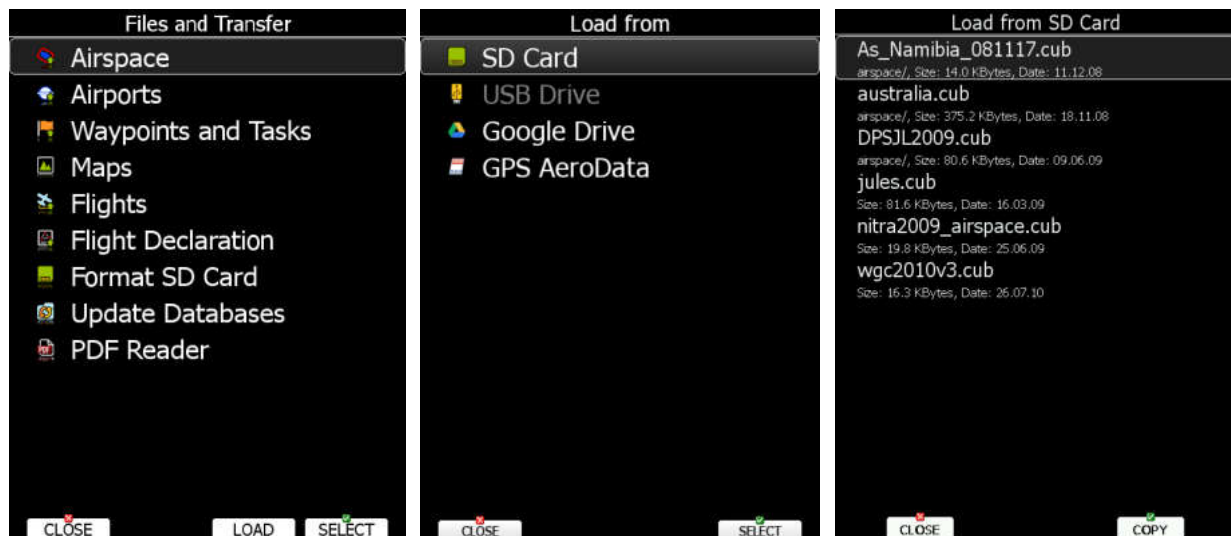 Files and Transfer
Airspace
Airports
Waypoints and Tasks
Maps
Flights
Flight Declaration
Format SD Card
Update Databases
PDF Reader
CLOSE
LOAD
SELECT
Load from
SD Card
USB Drive
Google Drive
GPS AeroData
CLOSE
SELECT
Load from SD Card
As_Namibia_081117.cub
airspace/, Size: 14.0 KBytes, Date: 11.12.08
australia.cub
airspace/, Size: 375.2 KBytes, Date: 18.11.08
DPSJL2009.cub
airspace/, Size: 80.6 KBytes, Date: 09.06.09
jules.cub
Size: 81.6 KBytes, Date: 16.03.09
nitra2009_airspace.cub
Size: 19.8 KBytes, Date: 25.06.09
wgc2010v3.cub
Size: 16.3 KBytes, Date: 26.07.10
CLOSE
COPY